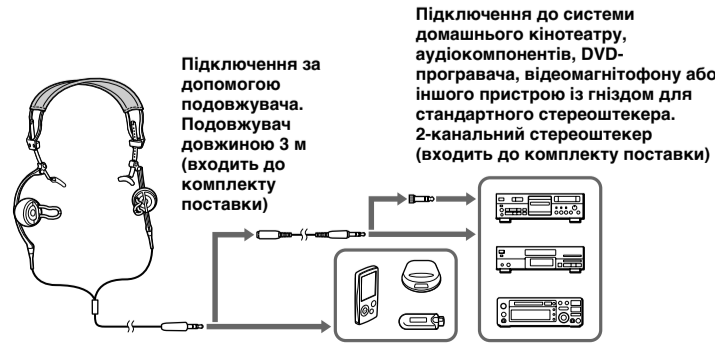 Підключення за
допомогою
подовжувача.
Подовжувач
довжиною 3 м
(входить до
комплекту
поставки)
Підключення до системи
домашнього кінотеатру,
аудіокомпонентів, DVD-
програвача, відеомагнітофону або
іншого пристрою із гніздом для
стандартного стереоштекера.
2-канальний стереоштекер
(входить до комплекту поставки)